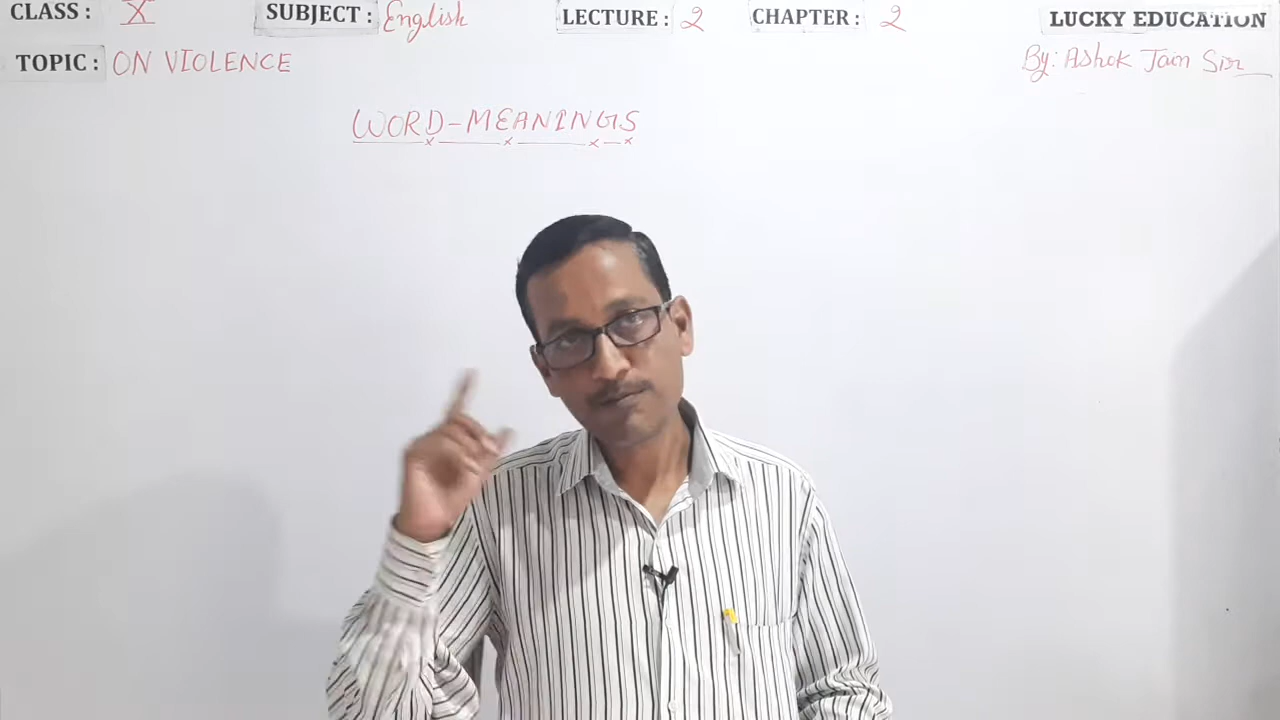 CLASS : X SUBJECT : English LECTURE : 2 CHAPTER : 2 LUCKY EDUCATION
TOPIC : ON VIOLENCE By: Ashok Jain Sir
WORD-MEANINGS